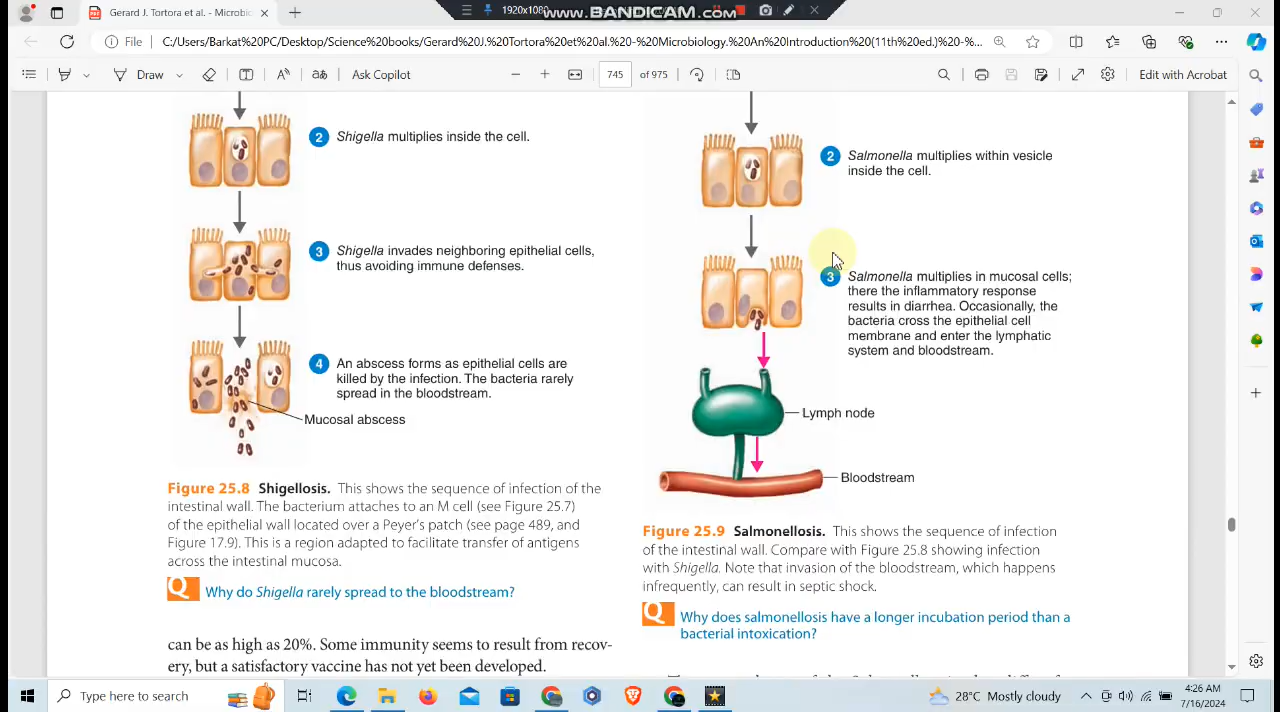 1920x1080
www.BANDICAM.com
Gerard J. Tortora et al. - Microbio
File
C:/Users/Barkat%20PC/Desktop/Science%20books/Gerard%20J.%20Tortora%20et%20al.%20-%20Microbiology.%20An%20Introduction%20(11th%20ed.)%20-%...
Draw
Ask Copilot
745
of 975
Edit with Acrobat
2 Shigella multiplies inside the cell.
3 Shigella invades neighboring epithelial cells,
thus avoiding immune defenses.
4 An abscess forms as epithelial cells are
killed by the infection. The bacteria rarely
spread in the bloodstream.
Mucosal abscess
Figure 25.8 Shigellosis. This shows the sequence of infection of the
intestinal wall. The bacterium attaches to an M cell (see Figure 25.7)
of the epithelial wall located over a Peyer's patch (see page 489, and
Figure 17.9). This is a region adapted to facilitate transfer of antigens
across the intestinal mucosa.
Q Why do Shigella rarely spread to the bloodstream?
can be as high as 20%. Some immunity seems to result from recov-
ery, but a satisfactory vaccine has not yet been developed.
2 Salmonella multiplies within vesicle
inside the cell.
3 Salmonella multiplies in mucosal cells;
there the inflammatory response
results in diarrhea. Occasionally, the
bacteria cross the epithelial cell
membrane and enter the lymphatic
system and bloodstream.
Lymph node
Bloodstream
Figure 25.9 Salmonellosis. This shows the sequence of infection
of the intestinal wall. Compare with Figure 25.8 showing infection
with Shigella. Note that invasion of the bloodstream, which happens
infrequently, can result in septic shock.
Q Why does salmonellosis have a longer incubation period than a
bacterial intoxication?
Type here to search
28°C Mostly cloudy
4:26 AM
7/16/2024